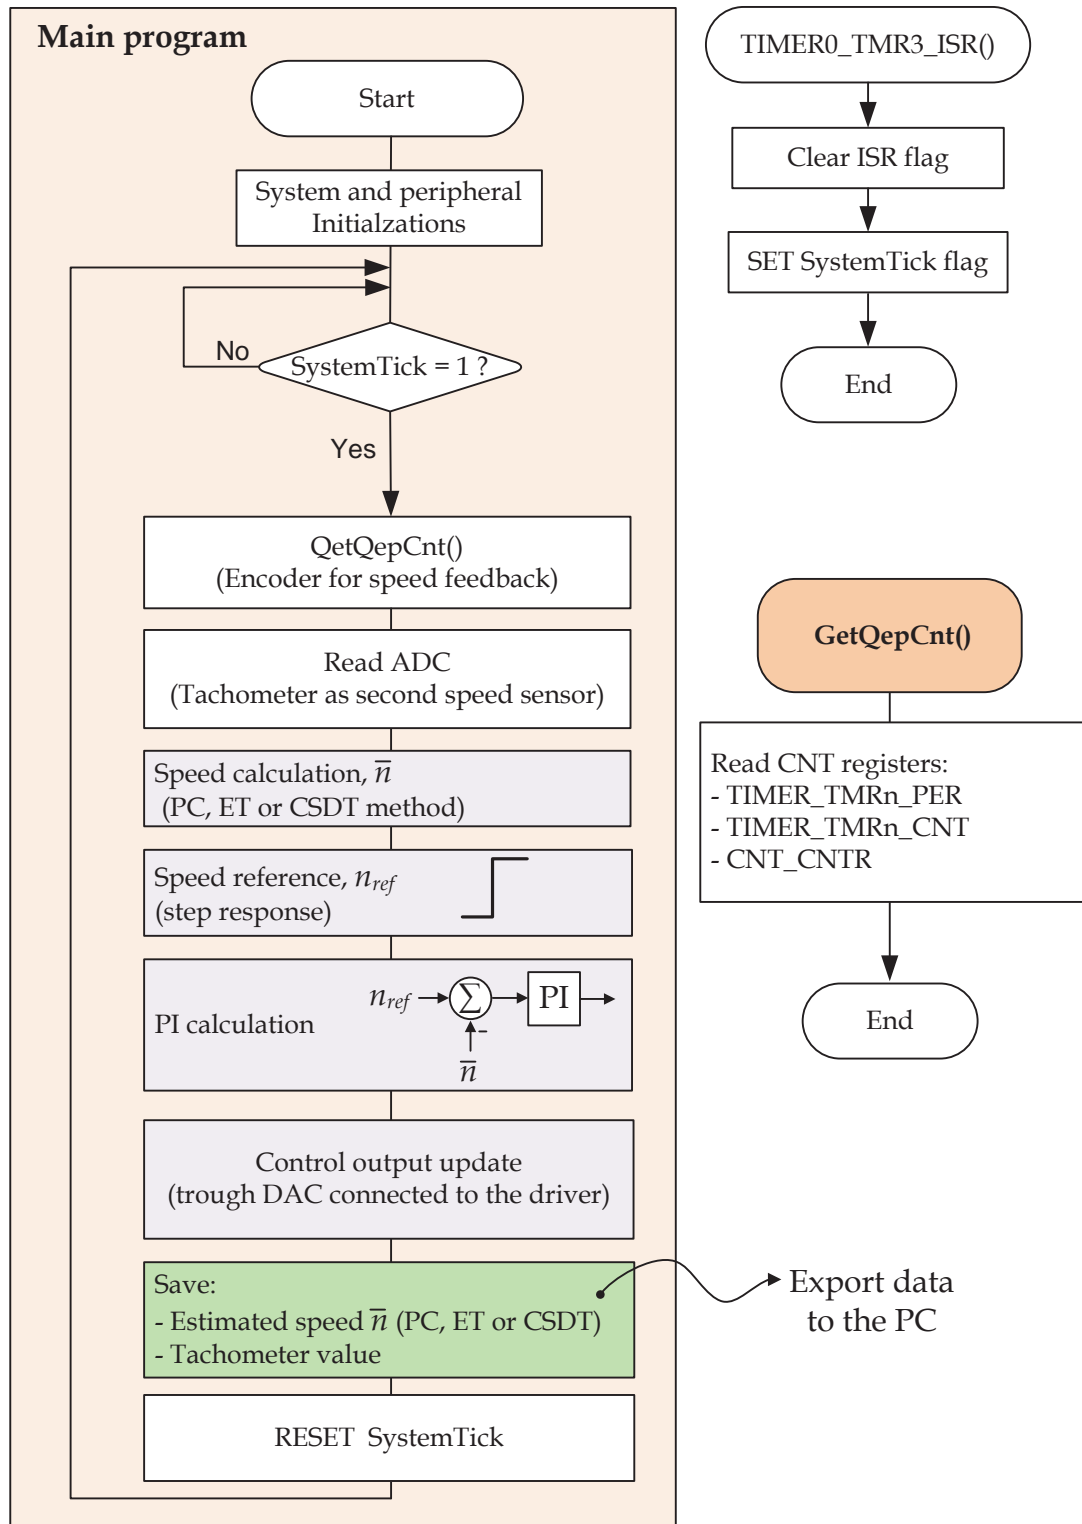 Main program
Start
System and peripheral
Initialzations
No
SystemTick = 1 ?
Yes
QetQepCnt()
(Encoder for speed feedback)
Read ADC
(Tachometer as second speed sensor)
Speed calculation, n̅
(PC, ET or CSDT method)
Speed reference, nref
(step response)
PI calculation
nref
∑
PI
-
n̅
Control output update
(trough DAC connected to the driver)
Save:
- Estimated speed n̅ (PC, ET or CSDT)
- Tachometer value
RESET SystemTick
TIMER0_TMR3_ISR()
Clear ISR flag
SET SystemTick flag
End
GetQepCnt()
Read CNT registers:
- TIMER_TMRn_PER
- TIMER_TMRn_CNT
- CNT_CNTR
End
Export data
to the PC